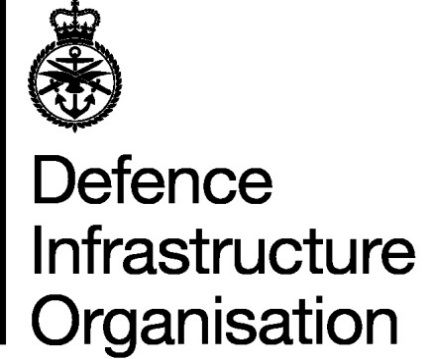 Defence
Infrastructure
Organisation